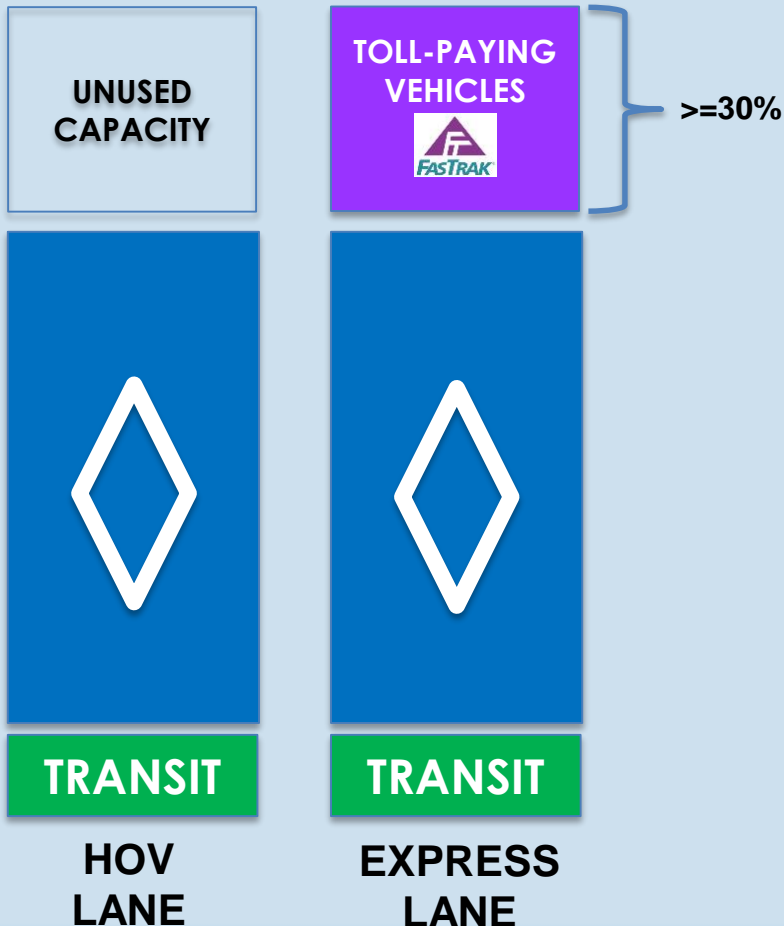 UNUSED
CAPACITY
TOLL-PAYING
VEHICLES
FASTRAK
>=30%
TRANSIT
TRANSIT
HOV
LANE
EXPRESS
LANE